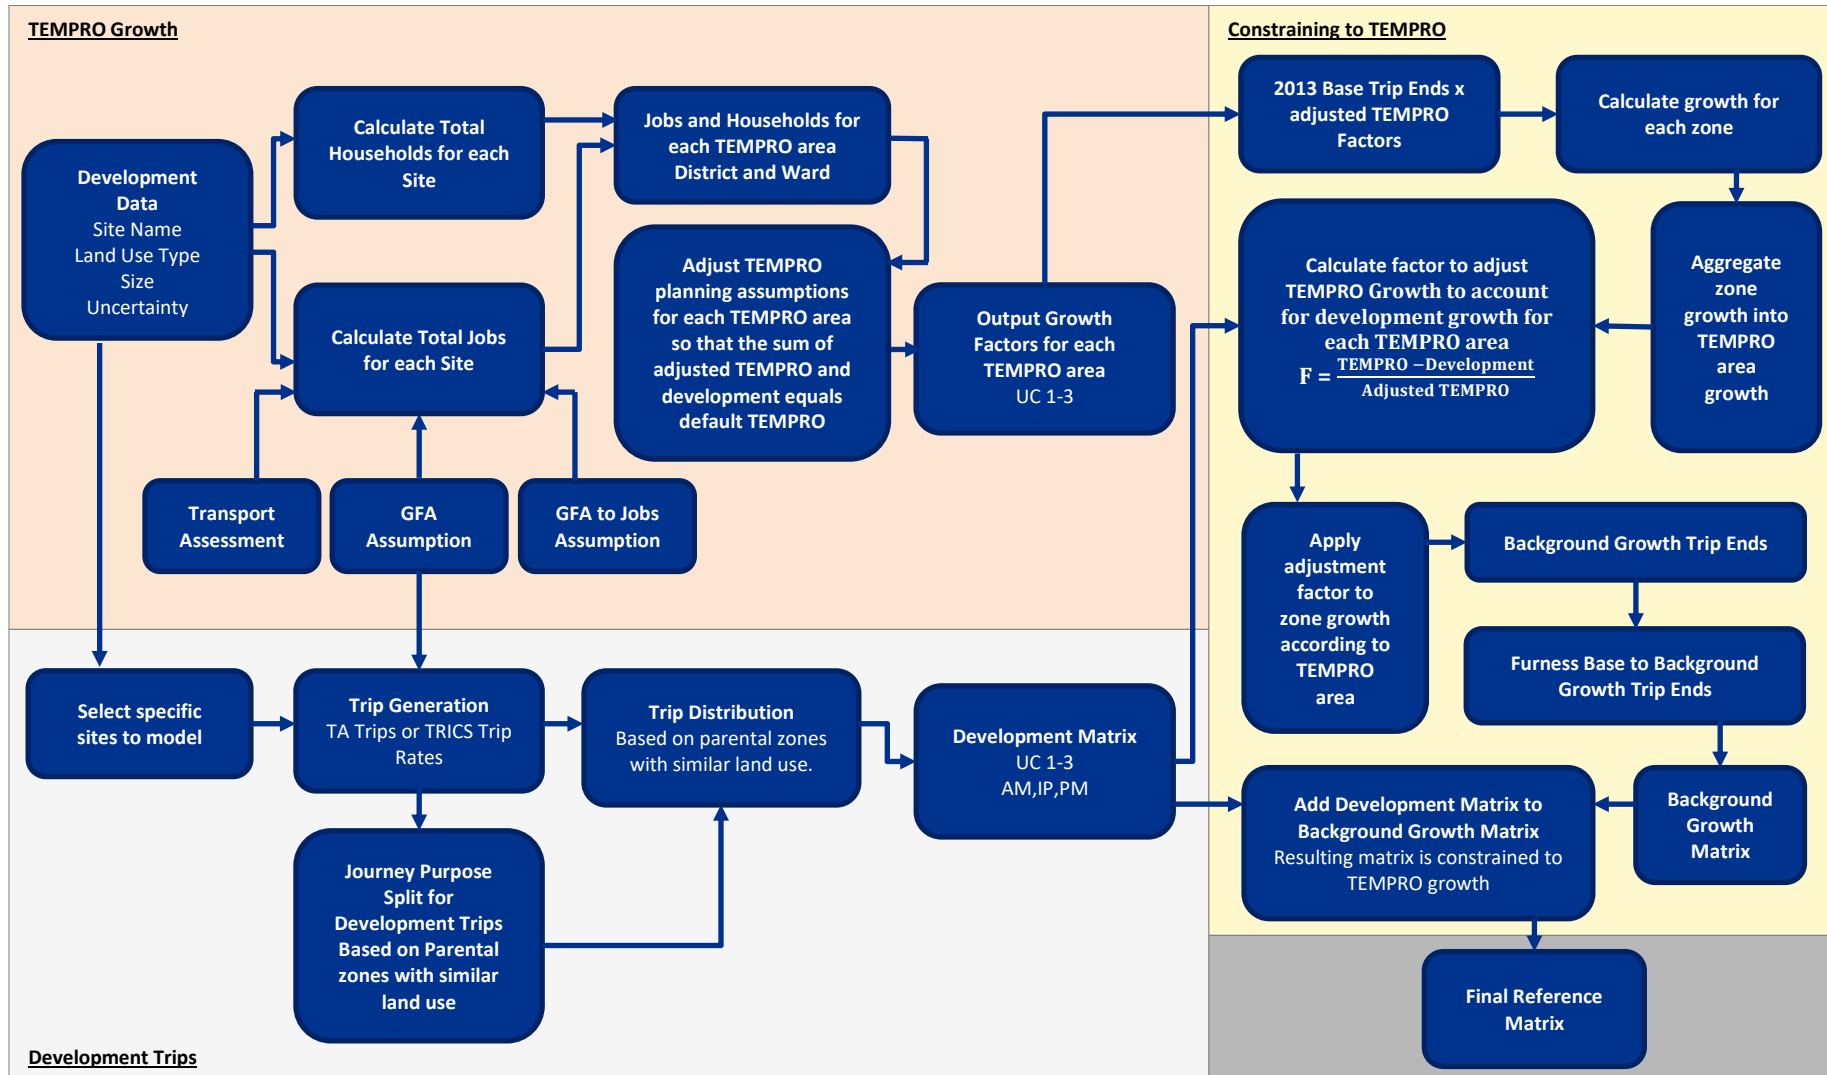 TEMPRO Growth
Development
Data
Site Name
Land Use Type
Size
Uncertainty
Calculate Total
Households for each
Site
Calculate Total Jobs
for each Site
Jobs and Households for
each TEMPRO area
District and Ward
Adjust TEMPRO
planning assumptions
for each TEMPRO area
so that the sum of
adjusted TEMPRO and
development equals
default TEMPRO
Output Growth
Factors for each
TEMPRO area
UC 1-3
Transport
Assessment
GFA
Assumption
GFA to Jobs
Assumption
Constraining to TEMPRO
2013 Base Trip Ends x
adjusted TEMPRO
Factors
Calculate growth for
each zone
Calculate factor to adjust
TEMPRO Growth to account
for development growth for
each TEMPRO area
F = TEMPRO −Development / Adjusted TEMPRO
Aggregate
zone
growth into
TEMPRO
area
growth
Apply
adjustment
factor to
zone growth
according to
TEMPRO
area
Background Growth Trip Ends
Furness Base to Background
Growth Trip Ends
Background
Growth
Matrix
Add Development Matrix to
Background Growth Matrix
Resulting matrix is constrained to
TEMPRO growth
Final Reference
Matrix
Select specific
sites to model
Trip Generation
TA Trips or TRICS Trip
Rates
Trip Distribution
Based on parental zones
with similar land use.
Development Matrix
UC 1-3
AM,IP,PM
Journey Purpose
Split for
Development Trips
Based on Parental
zones with similar
land use
Development Trips